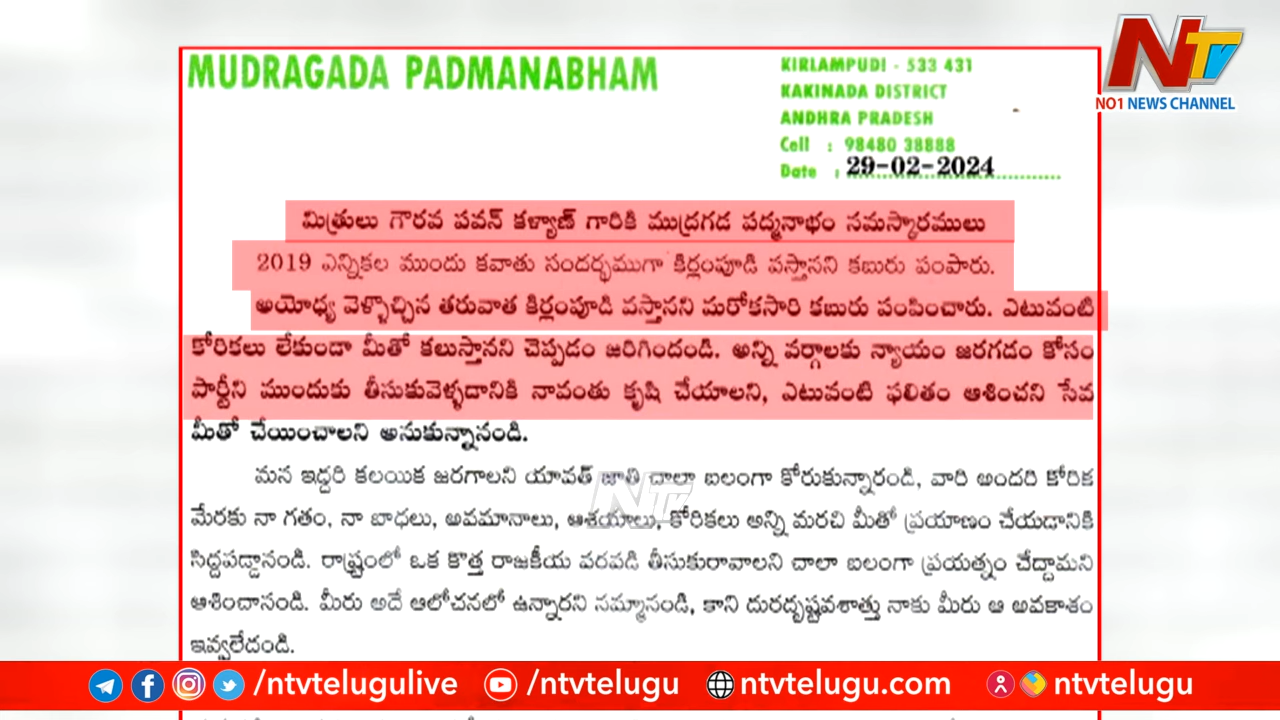 NTV
NO1 NEWS CHANNEL
MUDRAGADA PADMANABHAM
KIRLAMPUDI - 533 431
KAKINADA DISTRICT
ANDHRA PRADESH
Cell : 98480 38888
Date : 29-02-2024
మిత్రులు గౌరవ పవన్ కళ్యాణ్ గారికి ముద్రగడ పద్మనాభం నమస్కారములు
2019 ఎన్నికల ముందు కవాతు సందర్భముగా కిర్లంపూడి వస్తానని కబురు పంపారు.
అయోధ్య వెళ్ళొచ్చిన తరువాత కిర్లంపూడి వస్తానని మరోకసారి కబురు పంపించారు. ఎటువంటి
కోరికలు లేకుండా మీతో కలుస్తానని చెప్పడం జరిగిందండి. అన్ని వర్గాలకు న్యాయం జరగడం కోసం
పార్టీని ముందుకు తీసుకువెళ్ళడానికి నావంతు కృషి చేయాలని, ఎటువంటి ఫలితం ఆశించని సేవ
మీతో చేయించాలని అనుకున్నానండి.
మన ఇద్దరి కలయిక జరగాలని యావత్ జాతి చాలా బలంగా కోరుకున్నారండి, వారి అందరి కోరిక
మేరకు నా గతం, నా బాధలు, అవమానాలు, ఆశయాలు, కోరికలు అన్ని మరచి మీతో ప్రయాణం చేయడానికి
సిద్దపడ్డానండి. రాష్ట్రంలో ఒక కొత్త రాజకీయ వరవడి తీసుకురావాలని చాలా బలంగా ప్రయత్నం చేద్దామని
ఆశించానండి. మీరు అదే ఆలోచనలో ఉన్నారని నమ్మానండి, కాని దురదృష్టవశాత్తు నాకు మీరు ఆ అవకాశం
ఇవ్వలేదండి.
NTV
/ntvtelugulive /ntvtelugu ntvtelugu.com ntvtelugu